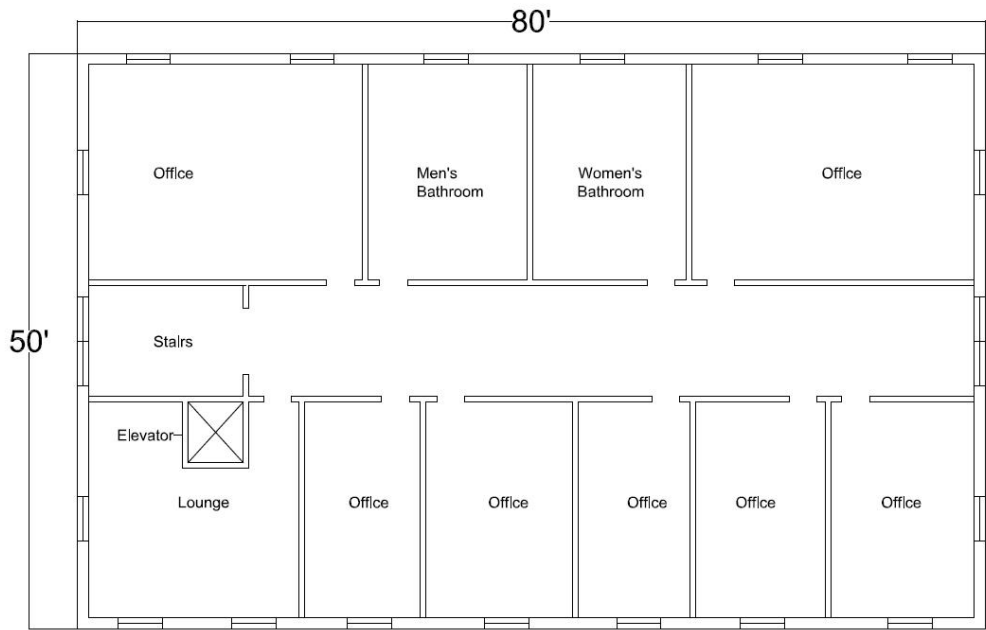 80'
Office
Men's
Bathroom
Women's
Bathroom
Office
50'
Stairs
Elevator
Lounge
Office
Office
Office
Office
Office